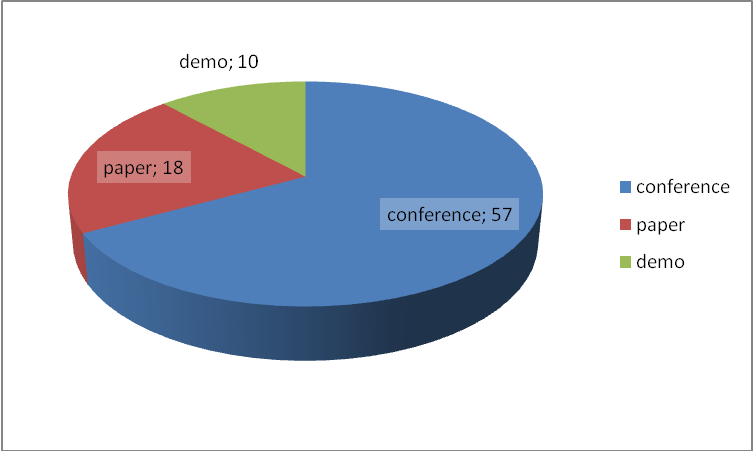 demo; 10
paper; 18
conference; 57
conference
paper
demo